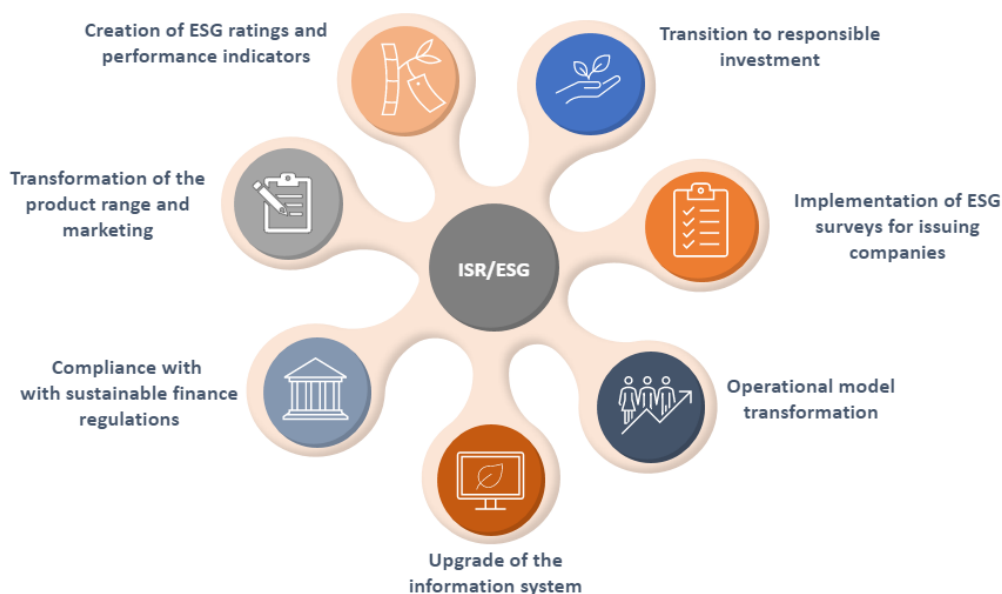 Creation of ESG ratings and
performance indicators
Transition to responsible
investment
Transformation of the
product range and
marketing
Implementation of ESG
surveys for issuing
companies
ISR/ESG
Compliance with
with sustainable finance
regulations
Operational model
transformation
Upgrade of the
information system